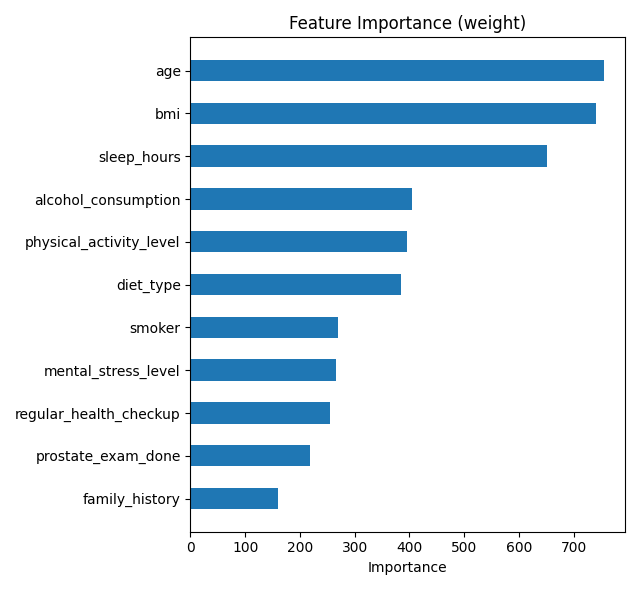 Feature Importance (weight)
age
bmi
sleep_hours
alcohol_consumption
physical_activity_level
diet_type
smoker
mental_stress_level
regular_health_checkup
prostate_exam_done
family_history
0 100 200 300 400 500 600 700
Importance